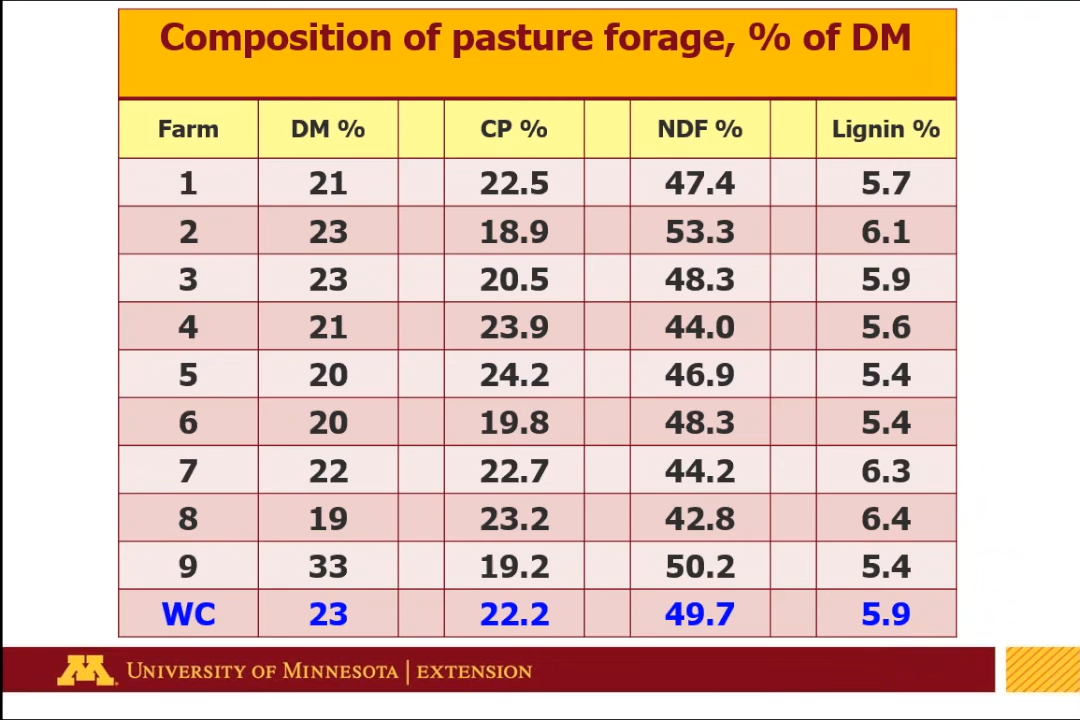 Composition of pasture forage, % of DM
Farm DM % CP % NDF % Lignin %
1 21 22.5 47.4 5.7
2 23 18.9 53.3 6.1
3 23 20.5 48.3 5.9
4 21 23.9 44.0 5.6
5 20 24.2 46.9 5.4
6 20 19.8 48.3 5.4
7 22 22.7 44.2 6.3
8 19 23.2 42.8 6.4
9 33 19.2 50.2 5.4
WC 23 22.2 49.7 5.9
M UNIVERSITY OF MINNESOTA | EXTENSION